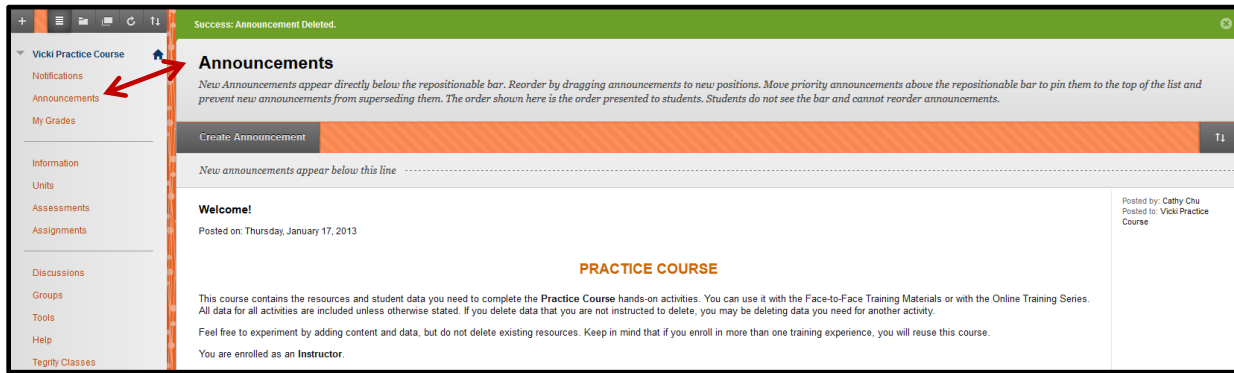 Success: Announcement Deleted.
Vicki Practice Course
Notifications
Announcements
My Grades
Information
Units
Assessments
Assignments
Discussions
Groups
Tools
Help
Tegrity Classes
Announcements
New Announcements appear directly below the repositionable bar. Reorder by dragging announcements to new positions. Move priority announcements above the repositionable bar to pin them to the top of the list and
prevent new announcements from superseding them. The order shown here is the order presented to students. Students do not see the bar and cannot reorder announcements.
Create Announcement
New announcements appear below this line
Welcome!
Posted on: Thursday, January 17, 2013
PRACTICE COURSE
This course contains the resources and student data you need to complete the Practice Course hands-on activities. You can use it with the Face-to-Face Training Materials or with the Online Training Series.
All data for all activities are included unless otherwise stated. If you delete data that you are not instructed to delete, you may be deleting data you need for another activity.
Feel free to experiment by adding content and data, but do not delete existing resources. Keep in mind that if you enroll in more than one training experience, you will reuse this course.
You are enrolled as an Instructor.
Posted by: Cathy Chu
Posted to: Vicki Practice
Course